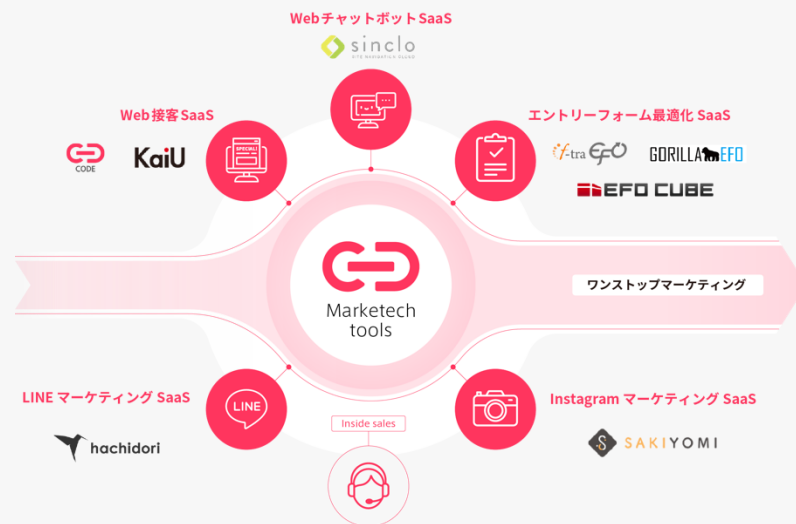 WebチャットボットSaaS
sinclo
Web接客SaaS
エントリーフォーム最適化 SaaS
CODE
KaiU
SPECIAL!
f-tra EFO
GORILLA EFO
EFO CUBE
Marketech
tools
ワンストップマーケティング
LINE マーケティング SaaS
LINE
Instagram マーケティング SaaS
Inside sales
hachidori
SAKIYOMI